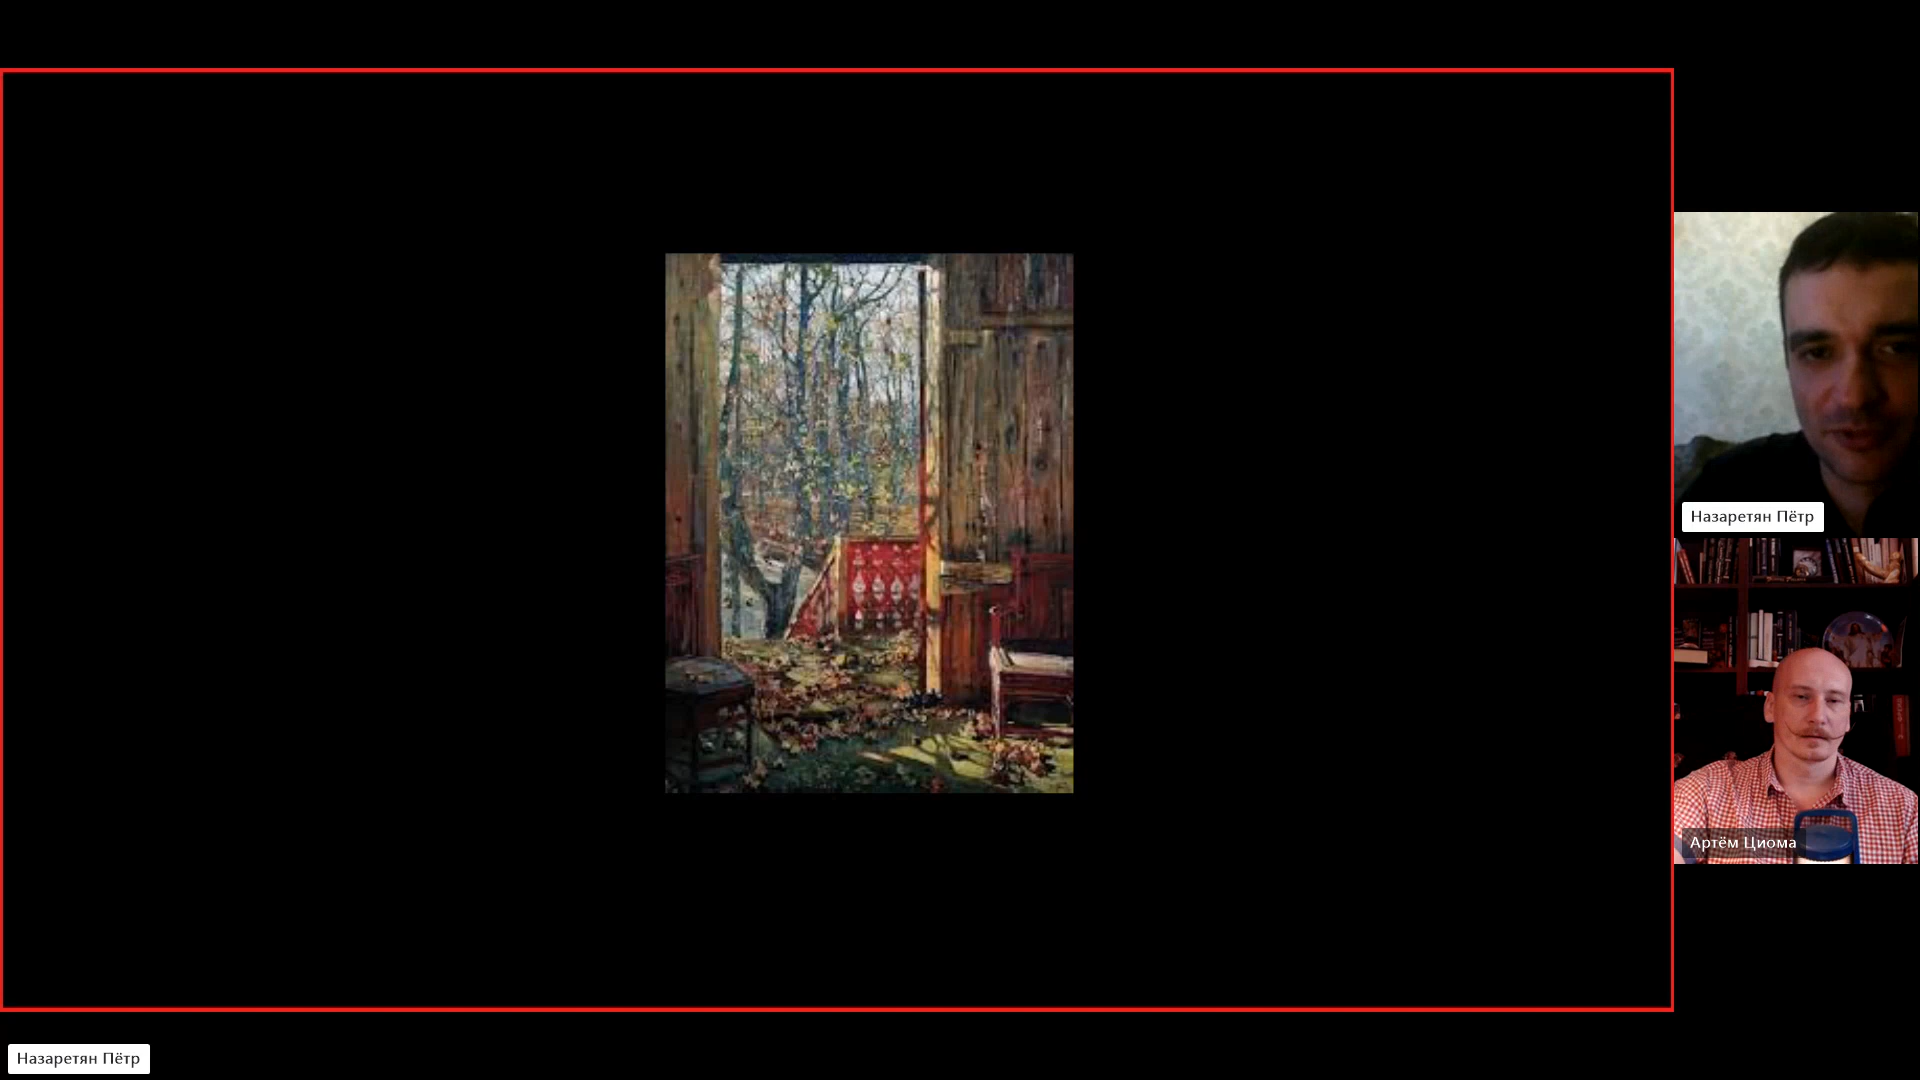 Назаретян Пётр
Артём Циома
Назаретян Пётр